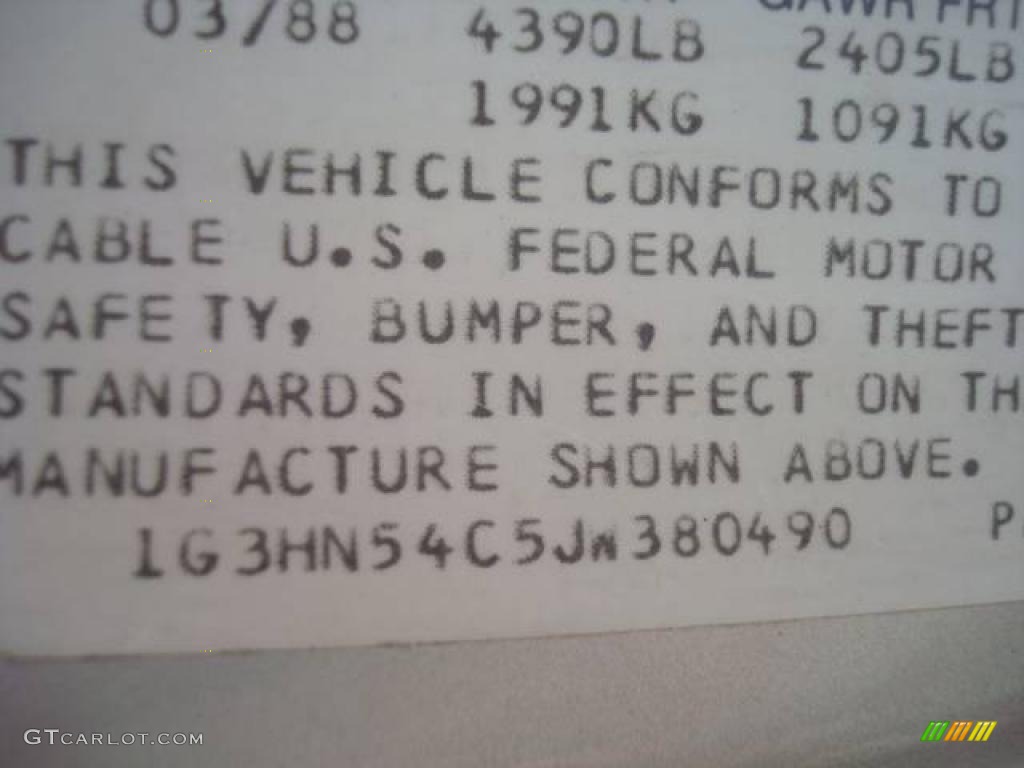 03/88 4390LB 2405LB
1991KG 1091KG
THIS VEHICLE CONFORMS TO
CABLE U.S. FEDERAL MOTOR
SAFETY, BUMPER, AND THEFT
STANDARDS IN EFFECT ON TH
MANUFACTURE SHOWN ABOVE.
1G3HN54C5JW380490 P
GTCARLOT.COM